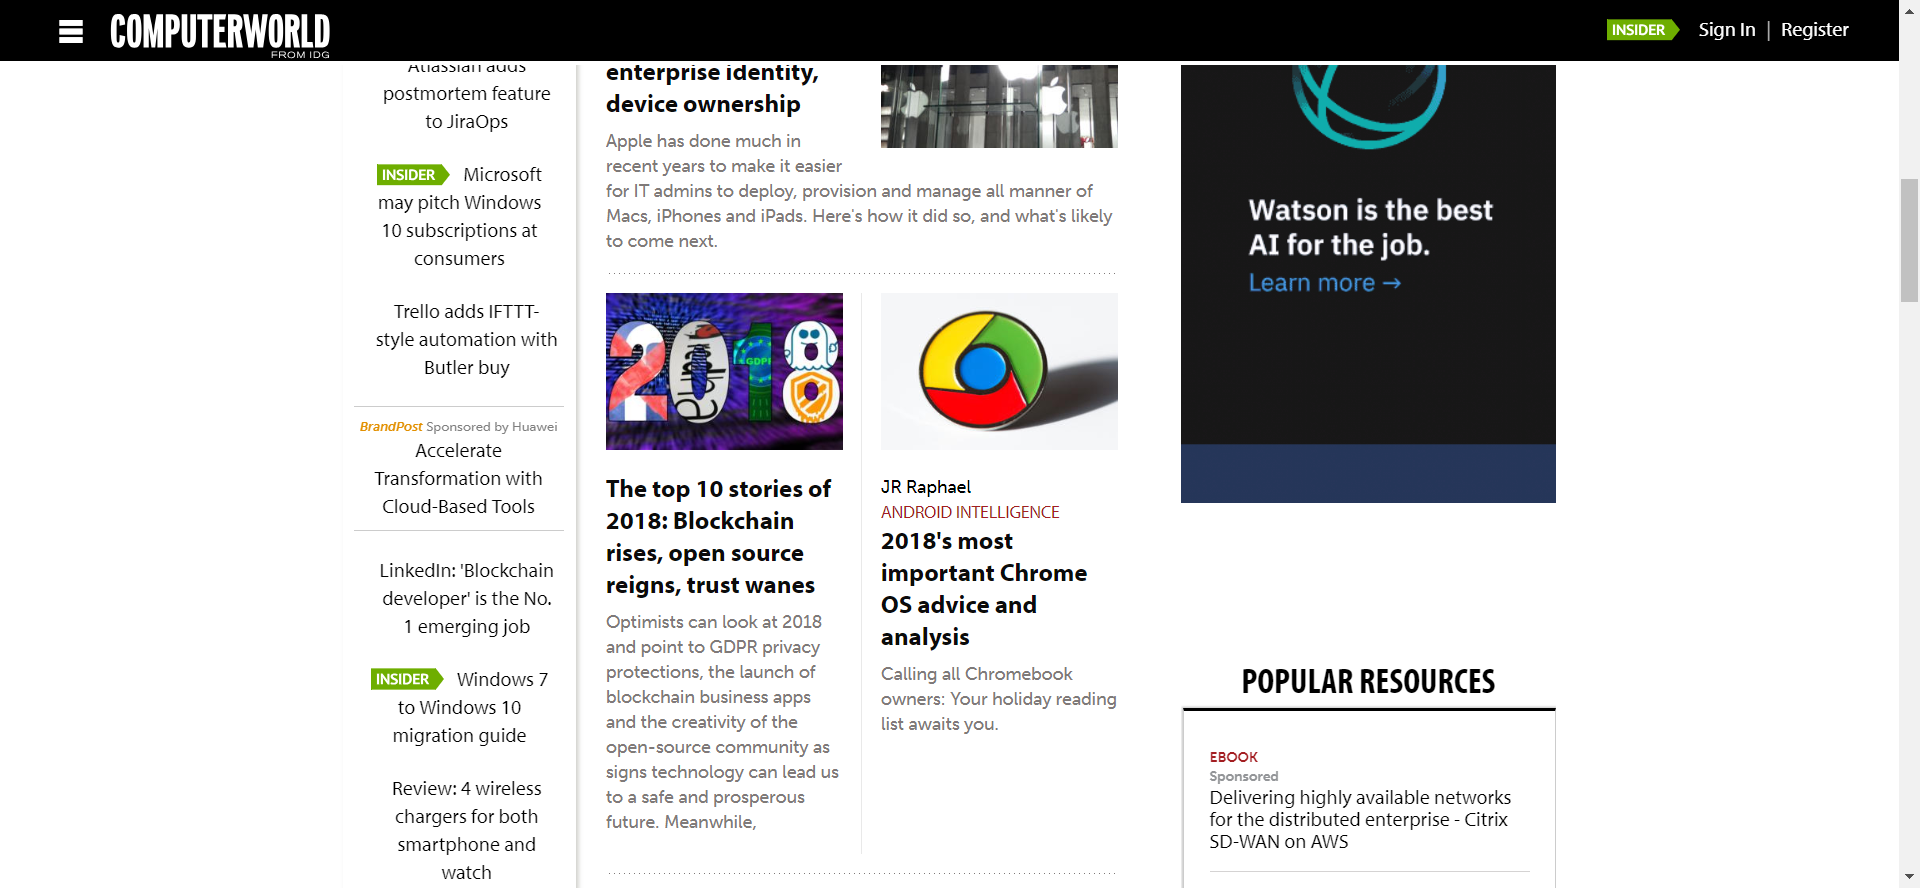 COMPUTERWORLD
FROM IDG
INSIDER Sign In | Register
Atlassian adds
postmortem feature
to JiraOps
INSIDER Microsoft
may pitch Windows
10 subscriptions at
consumers
Trello adds IFTTT-
style automation with
Butler buy
BrandPost Sponsored by Huawei
Accelerate
Transformation with
Cloud-Based Tools
LinkedIn: 'Blockchain
developer' is the No.
1 emerging job
INSIDER Windows 7
to Windows 10
migration guide
Review: 4 wireless
chargers for both
smartphone and
watch
enterprise identity,
device ownership
Apple has done much in
recent years to make it easier
for IT admins to deploy, provision and manage all manner of
Macs, iPhones and iPads. Here's how it did so, and what's likely
to come next.
2018
GDPR
The top 10 stories of
2018: Blockchain
rises, open source
reigns, trust wanes
Optimists can look at 2018
and point to GDPR privacy
protections, the launch of
blockchain business apps
and the creativity of the
open-source community as
signs technology can lead us
to a safe and prosperous
future. Meanwhile,
JR Raphael
ANDROID INTELLIGENCE
2018's most
important Chrome
OS advice and
analysis
Calling all Chromebook
owners: Your holiday reading
list awaits you.
Watson is the best
AI for the job.
Learn more →
POPULAR RESOURCES
EBOOK
Sponsored
Delivering highly available networks
for the distributed enterprise - Citrix
SD-WAN on AWS